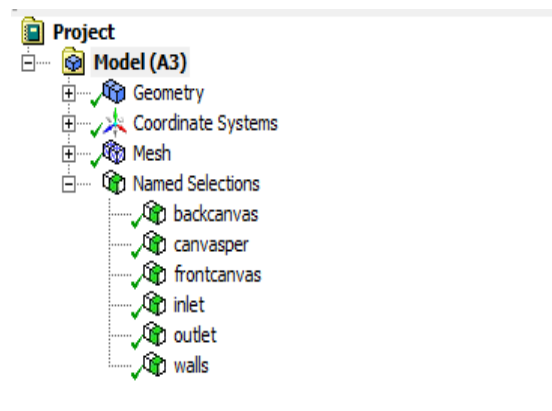 Project
Model (A3)
Geometry
Coordinate Systems
Mesh
Named Selections
backcanvas
canvasper
frontcanvas
inlet
outlet
walls